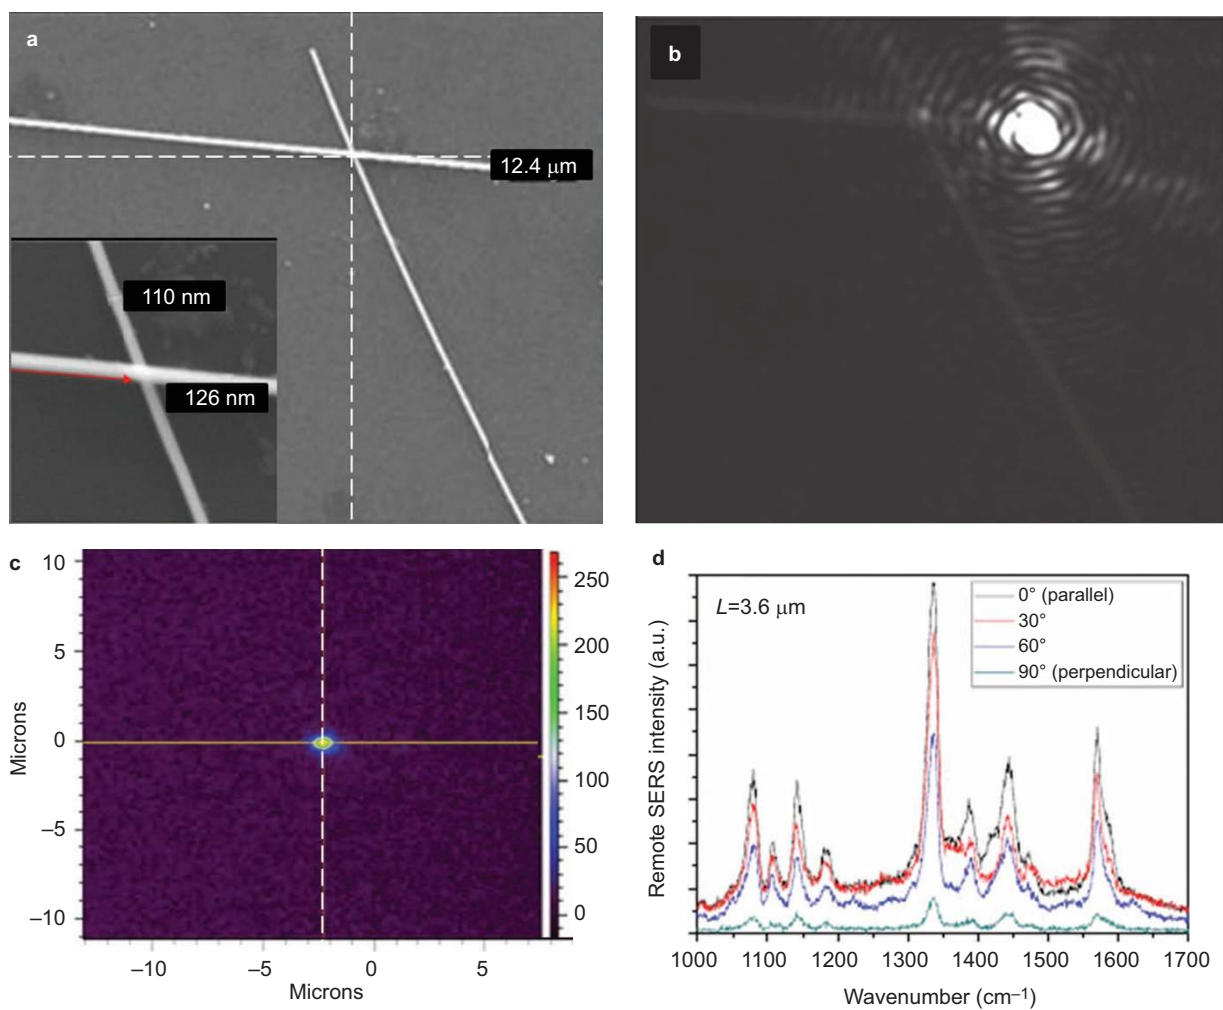 a
12.4 μm
110 nm
126 nm
b
c
10
5
0
–5
–10
Microns
–10
–5
0
5
Microns
250
200
150
100
50
0
d
L=3.6 μm
0° (parallel)
30°
60°
90° (perpendicular)
Remote SERS intensity (a.u.)
1000 1100 1200 1300 1400 1500 1600 1700
Wavenumber (cm–1)